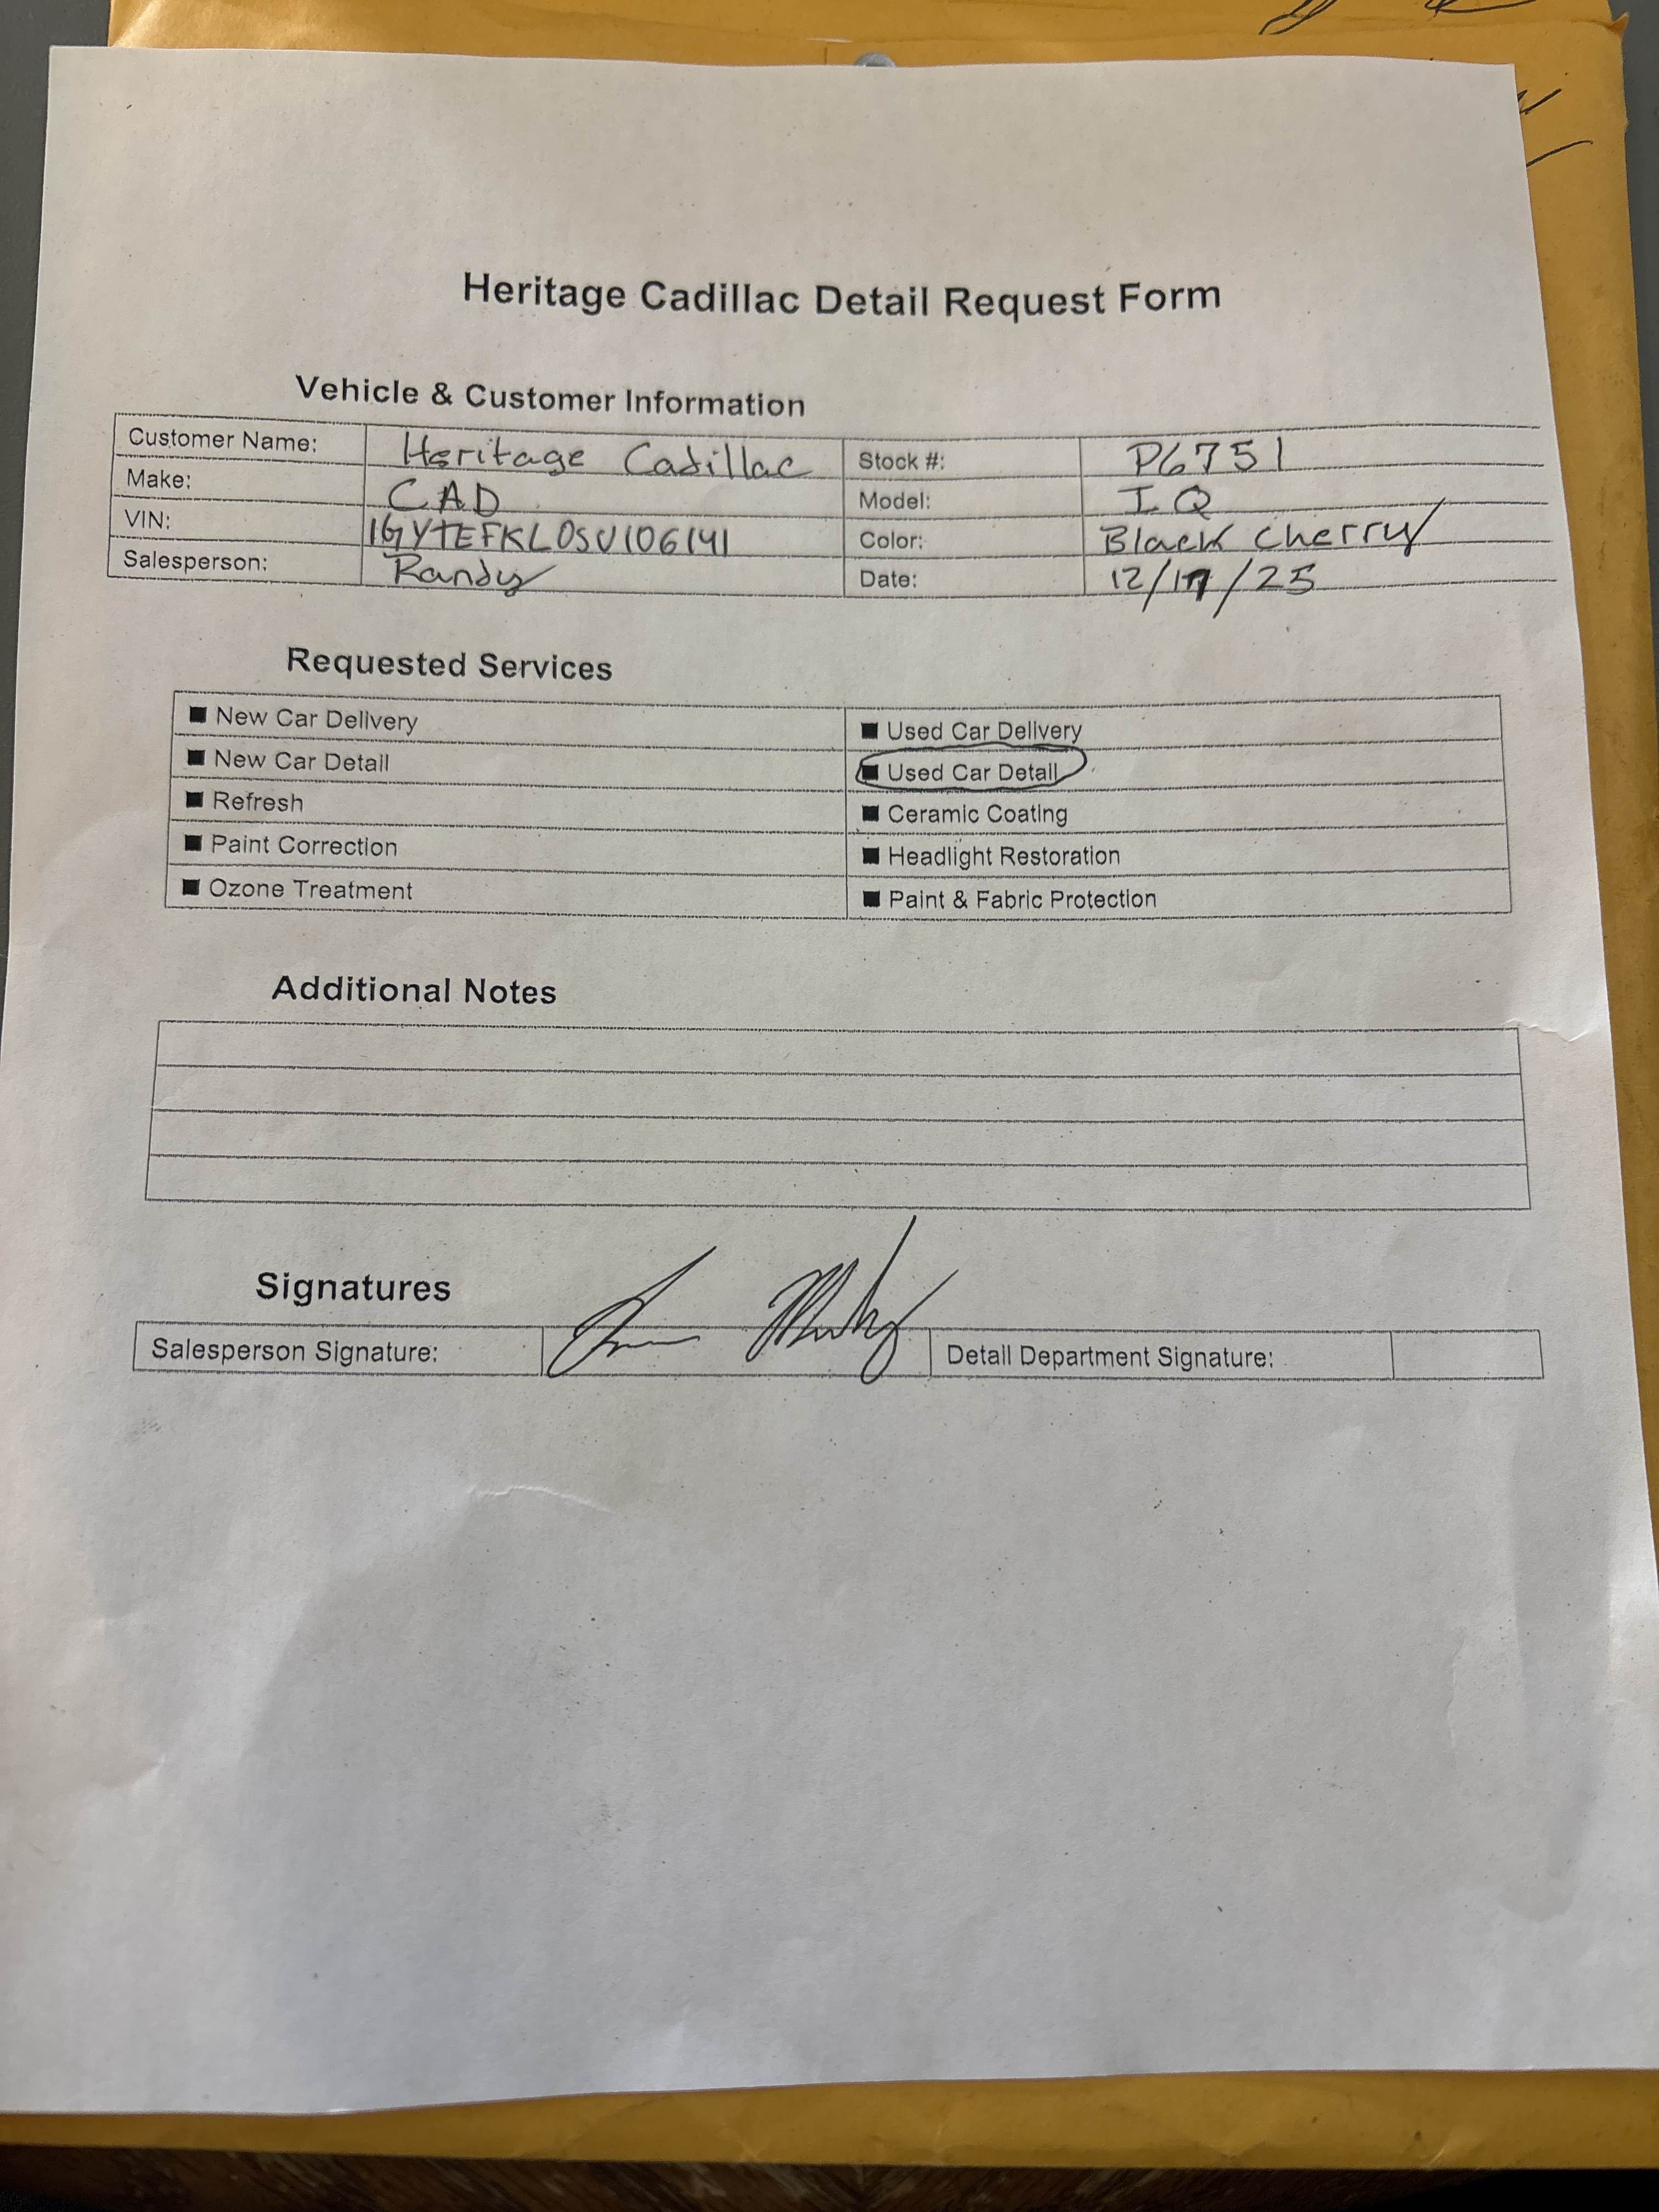 Heritage Cadillac Detail Request Form
Vehicle & Customer Information
Customer Name: Heritage Cadillac Stock #: P6751
Make: CAD Model: IQ
VIN: 1GYTEFKL0SU106141 Color: Black Cherry
Salesperson: Randy Date: 12/17/25
Requested Services
■ New Car Delivery ■ Used Car Delivery
■ New Car Detail ■ Used Car Detail
■ Refresh ■ Ceramic Coating
■ Paint Correction ■ Headlight Restoration
■ Ozone Treatment ■ Paint & Fabric Protection
Additional Notes
Signatures
Salesperson Signature: Detail Department Signature: